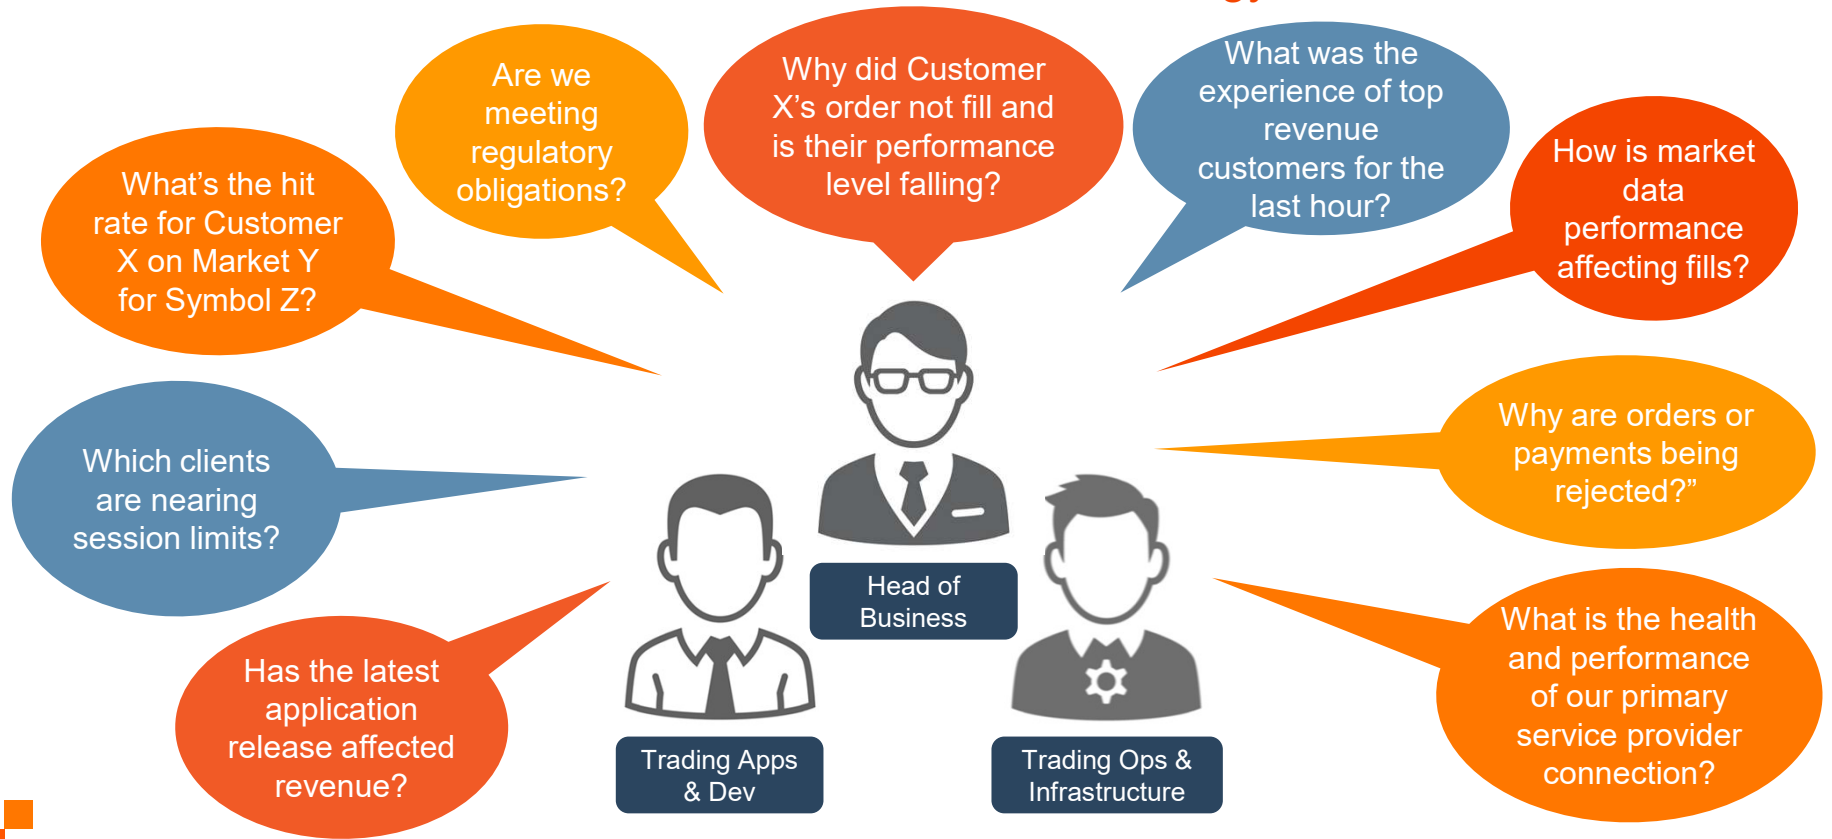 Are we
meeting
regulatory
obligations?
Why did Customer
X’s order not fill and
is their performance
level falling?
What was the
experience of top
revenue
customers for the
last hour?
How is market
data
performance
affecting fills?
What’s the hit
rate for Customer
X on Market Y
for Symbol Z?
Which clients
are nearing
session limits?
Why are orders or
payments being
rejected?”
Has the latest
application
release affected
revenue?
What is the health
and performance
of our primary
service provider
connection?
Head of
Business
Trading Apps
& Dev
Trading Ops &
Infrastructure